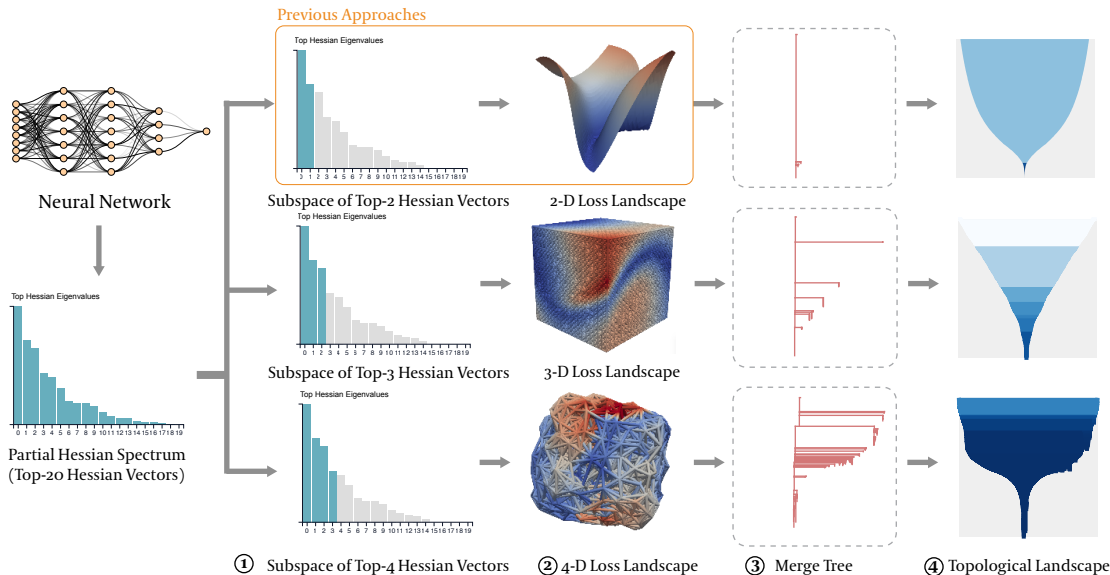 Previous Approaches
Top Hessian Eigenvalues
3 1 2 3 4 5 6 7 8 9 10 11 12 13 14 15 16 17 18 19
Neural Network
Subspace of Top-2 Hessian Vectors
2-D Loss Landscape
Top Hessian Eigenvalues
0 1 2 3 4 5 6 7 8 9 10 11 12 13 14 15 16 17 18 19
Top Hessian Eigenvalues
0 1 2 3 4 5 6 7 8 9 10 11 12 13 14 15 16 17 18 19
Partial Hessian Spectrum
(Top-20 Hessian Vectors)
Subspace of Top-3 Hessian Vectors
3-D Loss Landscape
Top Hessian Eigenvalues
0 1 2 3 4 5 6 7 8 9 10 11 12 13 14 15 16 17 18 19
① Subspace of Top-4 Hessian Vectors
② 4-D Loss Landscape
③ Merge Tree
④ Topological Landscape